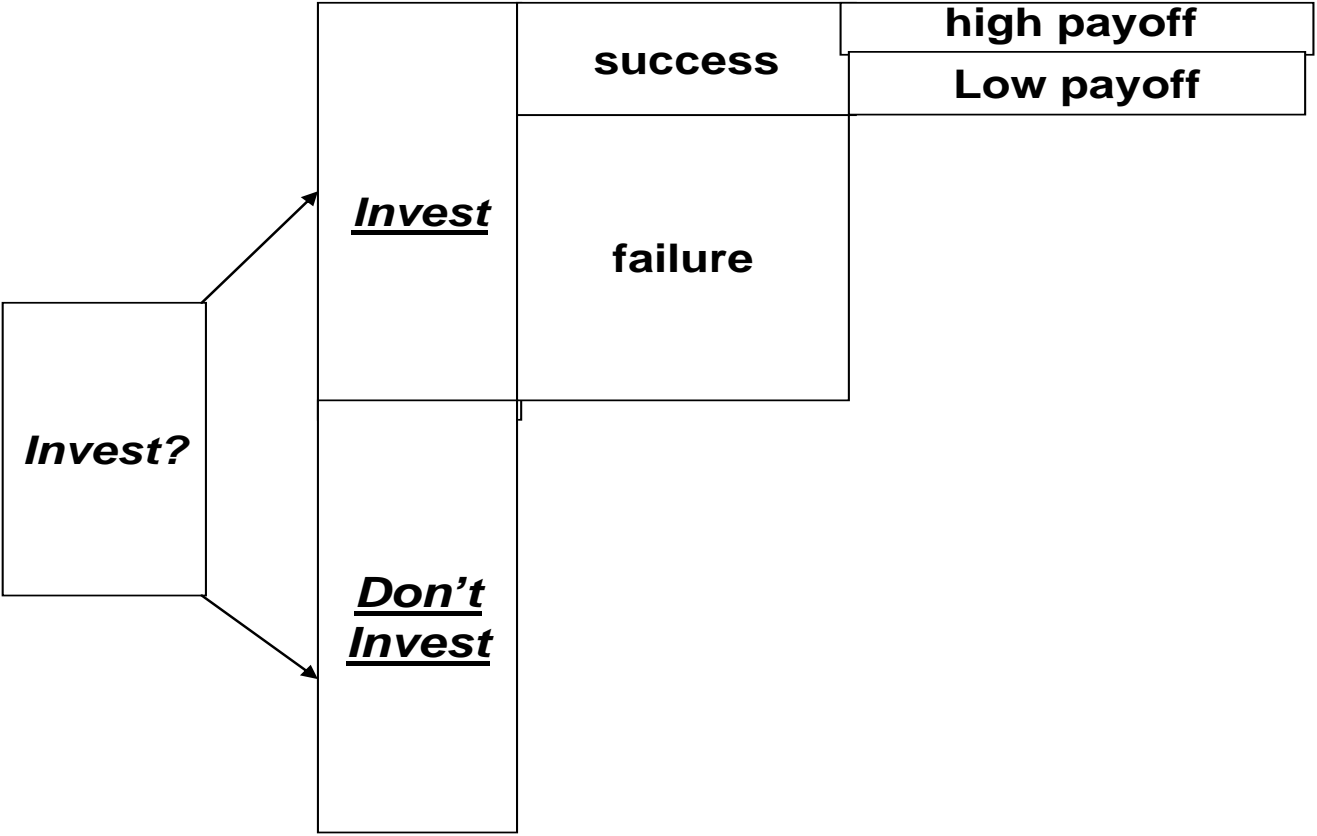 high payoff
success
Low payoff
Invest
failure
Invest?
Don’t
Invest